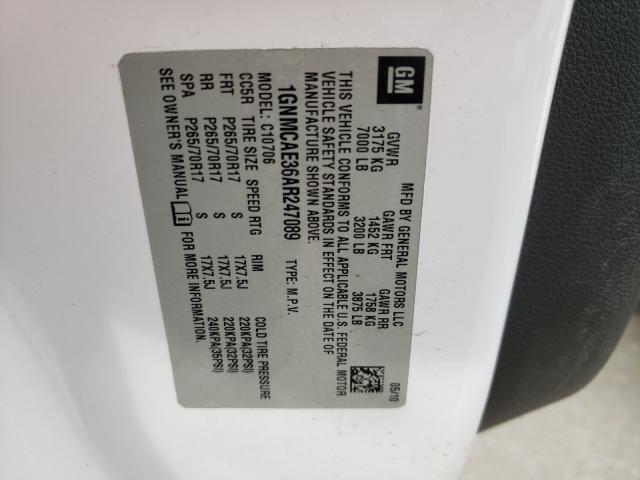 GM
MFD BY GENERAL MOTORS LLC
05/10
GVWR GAWR FRT GAWR RR
3175 KG 1452 KG 1758 KG
7000 LB 3200 LB 3875 LB
THIS VEHICLE CONFORMS TO ALL APPLICABLE U.S. FEDERAL MOTOR
VEHICLE SAFETY STANDARDS IN EFFECT ON THE DATE OF
MANUFACTURE SHOWN ABOVE.
1GNMCAE36AR247089 TYPE: M.P.V.
MODEL: C10706
CC5R TIRE SIZE SPEED RTG RIM COLD TIRE PRESSURE
FRT P265/70R17 S 17X7.5J 220KPA(32PSI)
RR P265/70R17 S 17X7.5J 220KPA(32PSI)
SPA P265/70R17 S 17X7.5J 240KPA(35PSI)
SEE OWNER'S MANUAL i FOR MORE INFORMATION.